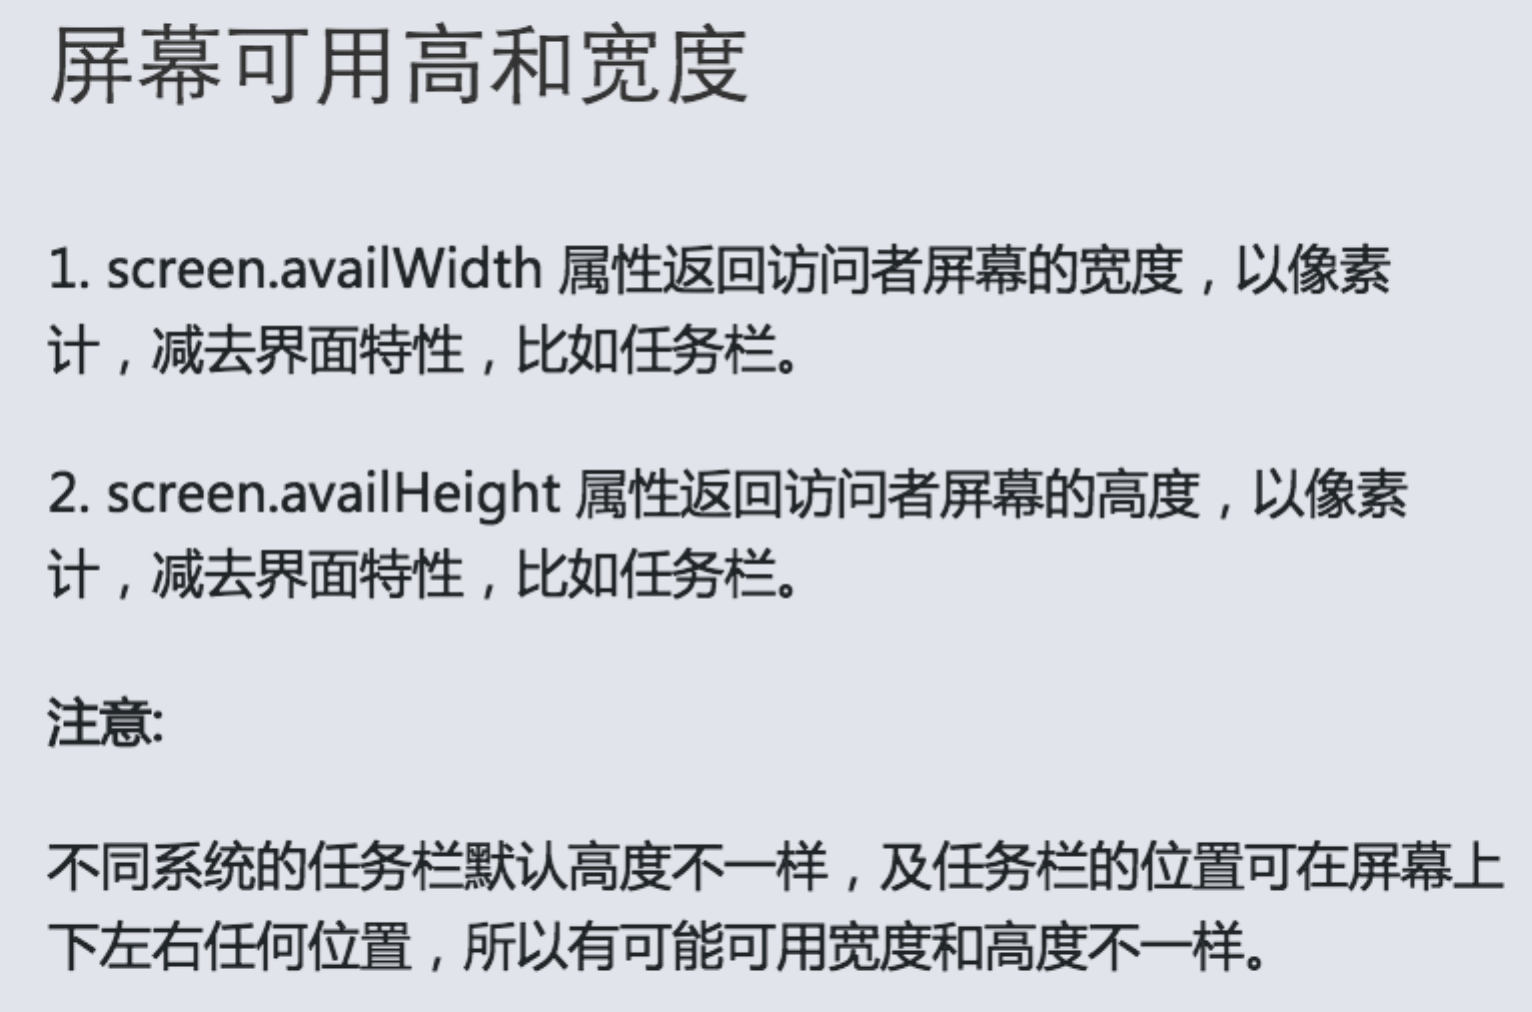 屏幕可用高和宽度
1. screen.availWidth 属性返回访问者屏幕的宽度，以像素
计，减去界面特性，比如任务栏。
2. screen.availHeight 属性返回访问者屏幕的高度，以像素
计，减去界面特性，比如任务栏。
注意:
不同系统的任务栏默认高度不一样，及任务栏的位置可在屏幕上
下左右任何位置，所以有可能可用宽度和高度不一样。